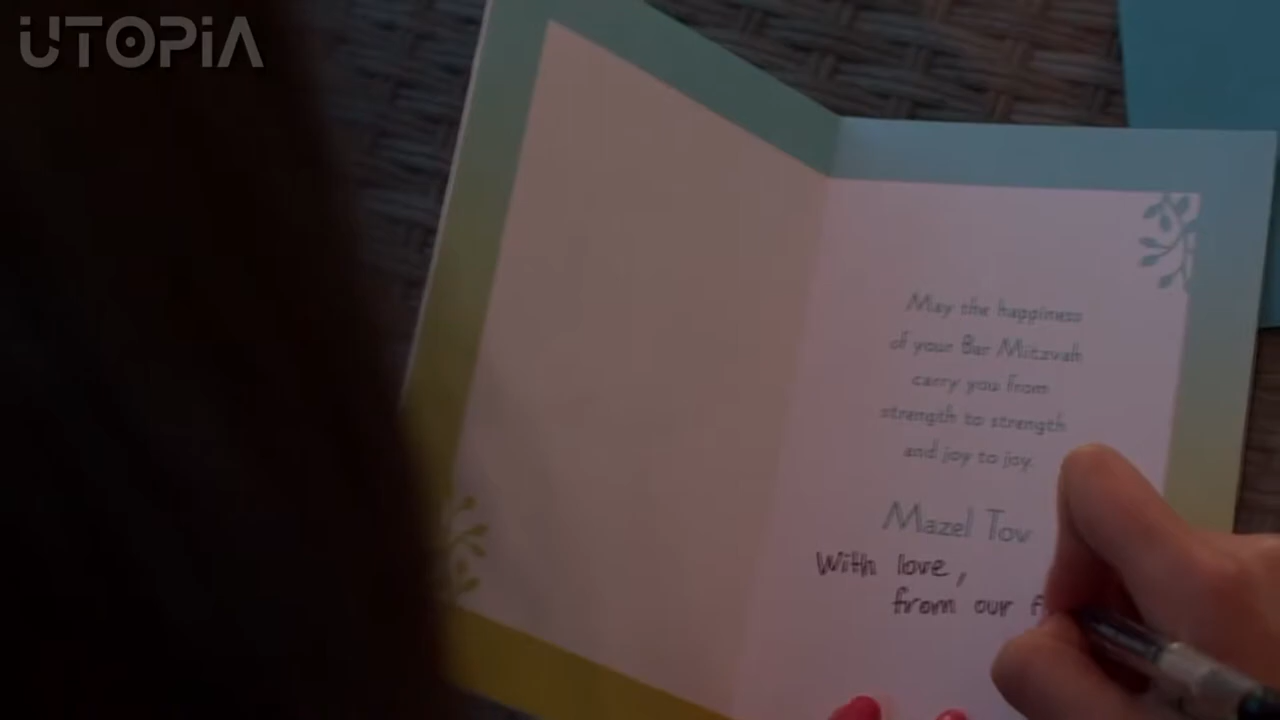 UTOPiA
May the happiness
of your Bar Mitzvah
carry you from
strength to strength
and joy to joy.
Mazel Tov
With love,
from our f